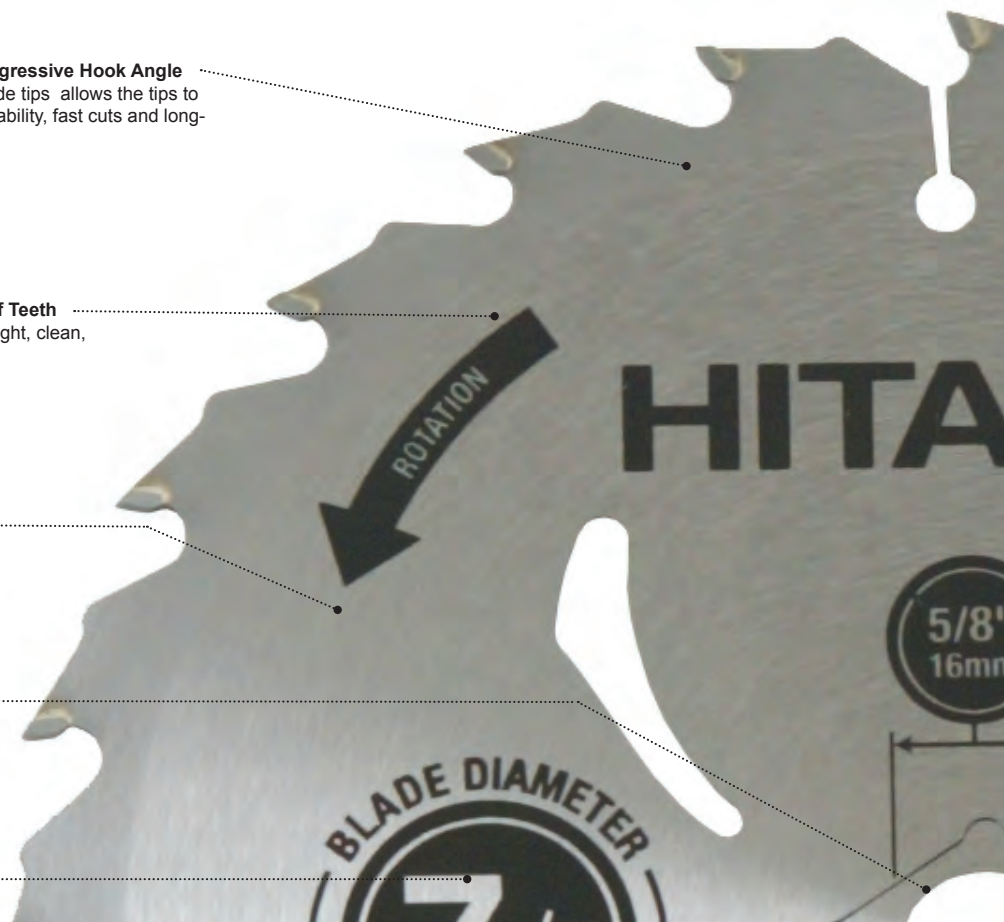 gressive Hook Angle
de tips allows the tips to
ability, fast cuts and long-
f Teeth
ght, clean,
ROTATION
HITA
5/8"
16mm
BLADE DIAMETER
7